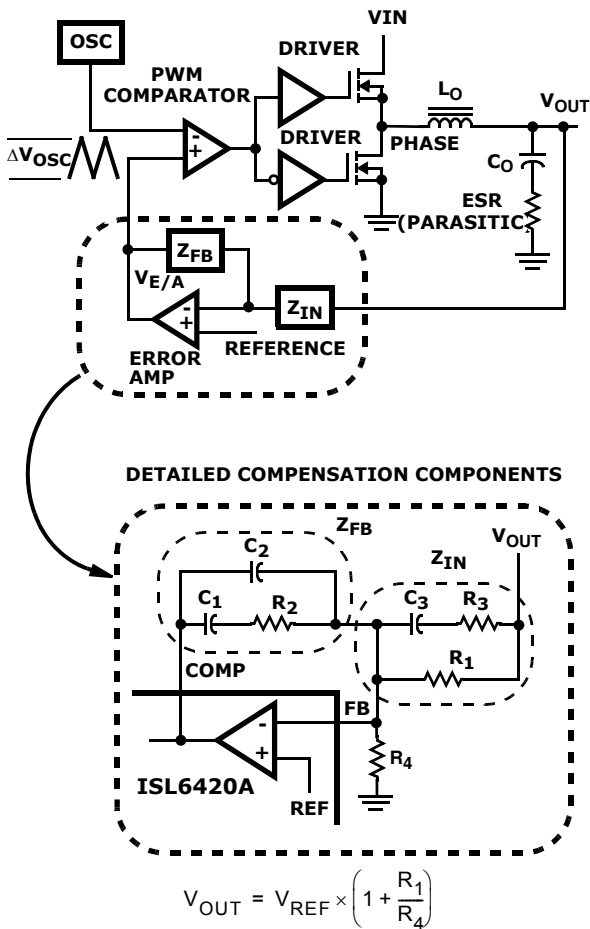 VIN
OSC
DRIVER
PWM
COMPARATOR
LO
VOUT
ΔVOSC
-
+
DRIVER
PHASE
CO
ESR
(PARASITIC)
ZFB
VE/A
ZIN
-
+
REFERENCE
ERROR
AMP
DETAILED COMPENSATION COMPONENTS
ZFB
C2
ZIN
VOUT
C1
R2
C3
R3
R1
COMP
FB
-
+
R4
ISL6420A
REF
VOUT = VREF × (1 + R1/R4)